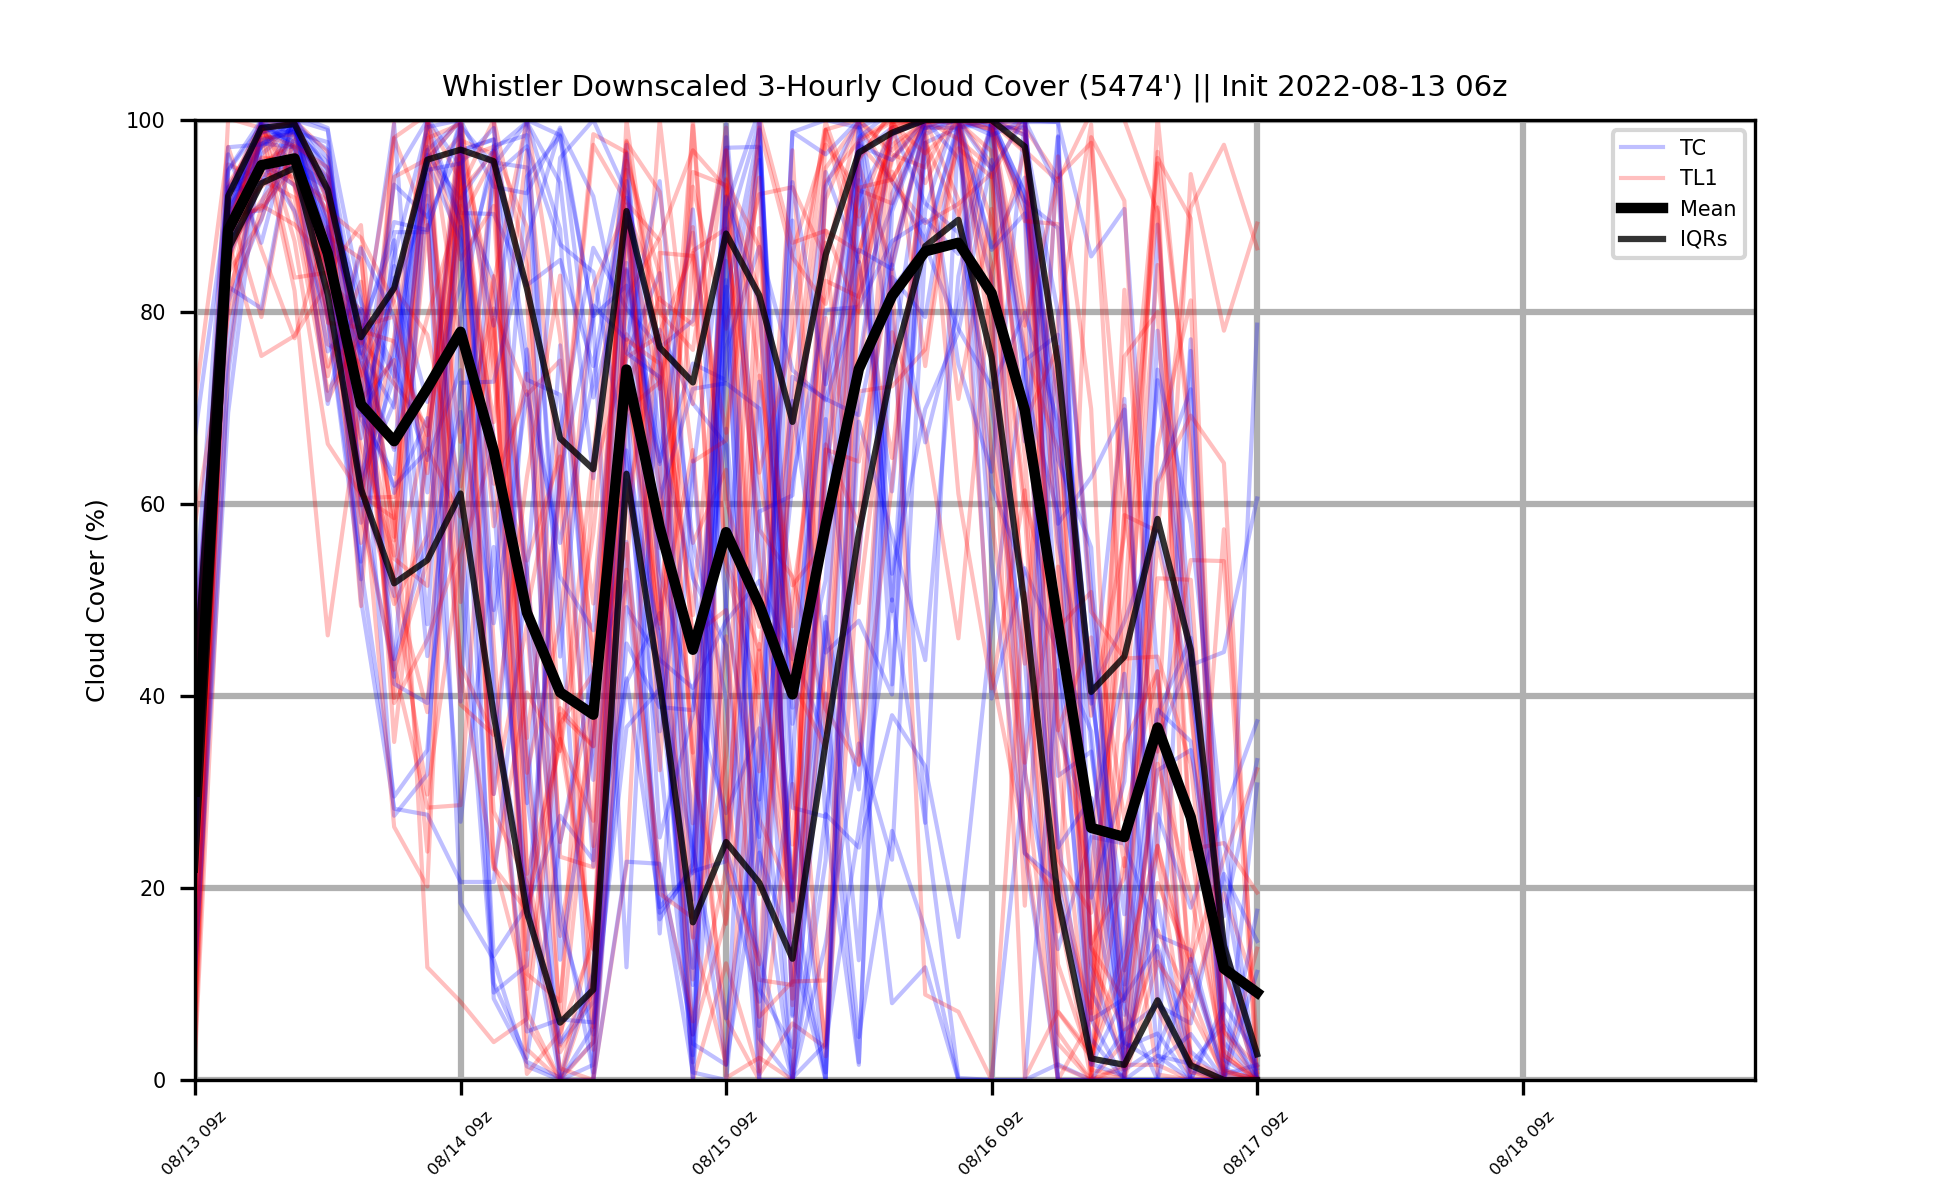 Whistler Downscaled 3-Hourly Cloud Cover (5474') || Init 2022-08-13 06z
TC
TL1
Mean
IQRs
Cloud Cover (%)
100
80
60
40
20
0
08/13 09z
08/14 09z
08/15 09z
08/16 09z
08/17 09z
08/18 09z